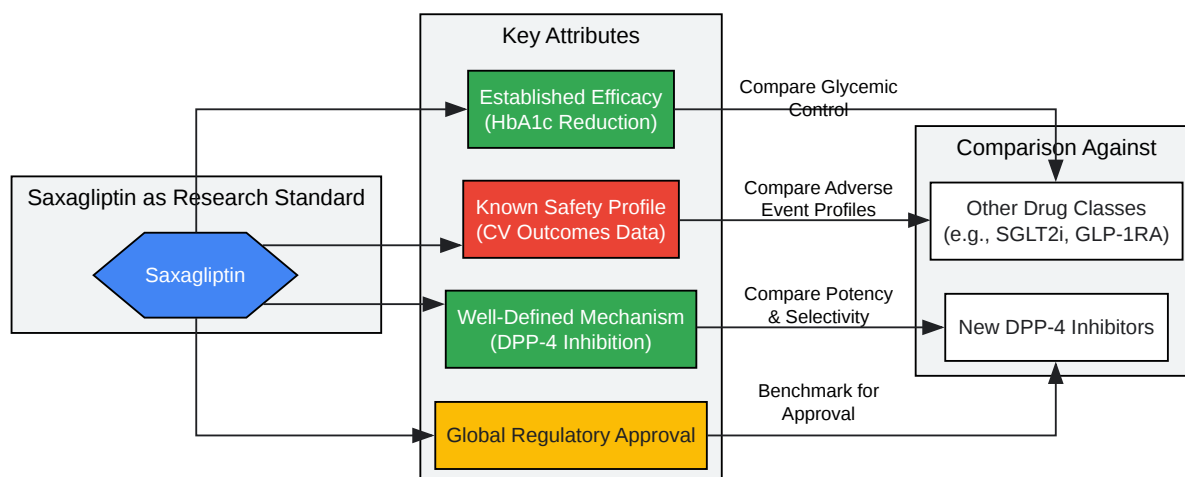 Key Attributes
Established Efficacy
(HbA1c Reduction)
Compare Glycemic
Control
Saxagliptin as Research Standard
Saxagliptin
Known Safety Profile
(CV Outcomes Data)
Compare Adverse
Event Profiles
Comparison Against
Other Drug Classes
(e.g., SGLT2i, GLP-1RA)
Well-Defined Mechanism
(DPP-4 Inhibition)
Compare Potency
& Selectivity
New DPP-4 Inhibitors
Global Regulatory Approval
Benchmark for
Approval